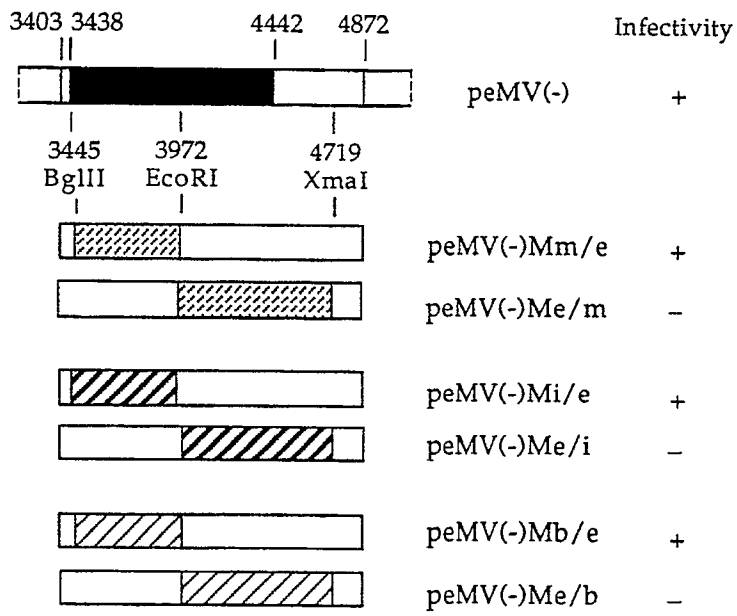 3403 3438 4442 4872 Infectivity
peMV(-) +
3445 3972 4719
BglII EcoRI XmaI
peMV(-)Mm/e +
peMV(-)Me/m –
peMV(-)Mi/e +
peMV(-)Me/i –
peMV(-)Mb/e +
peMV(-)Me/b –